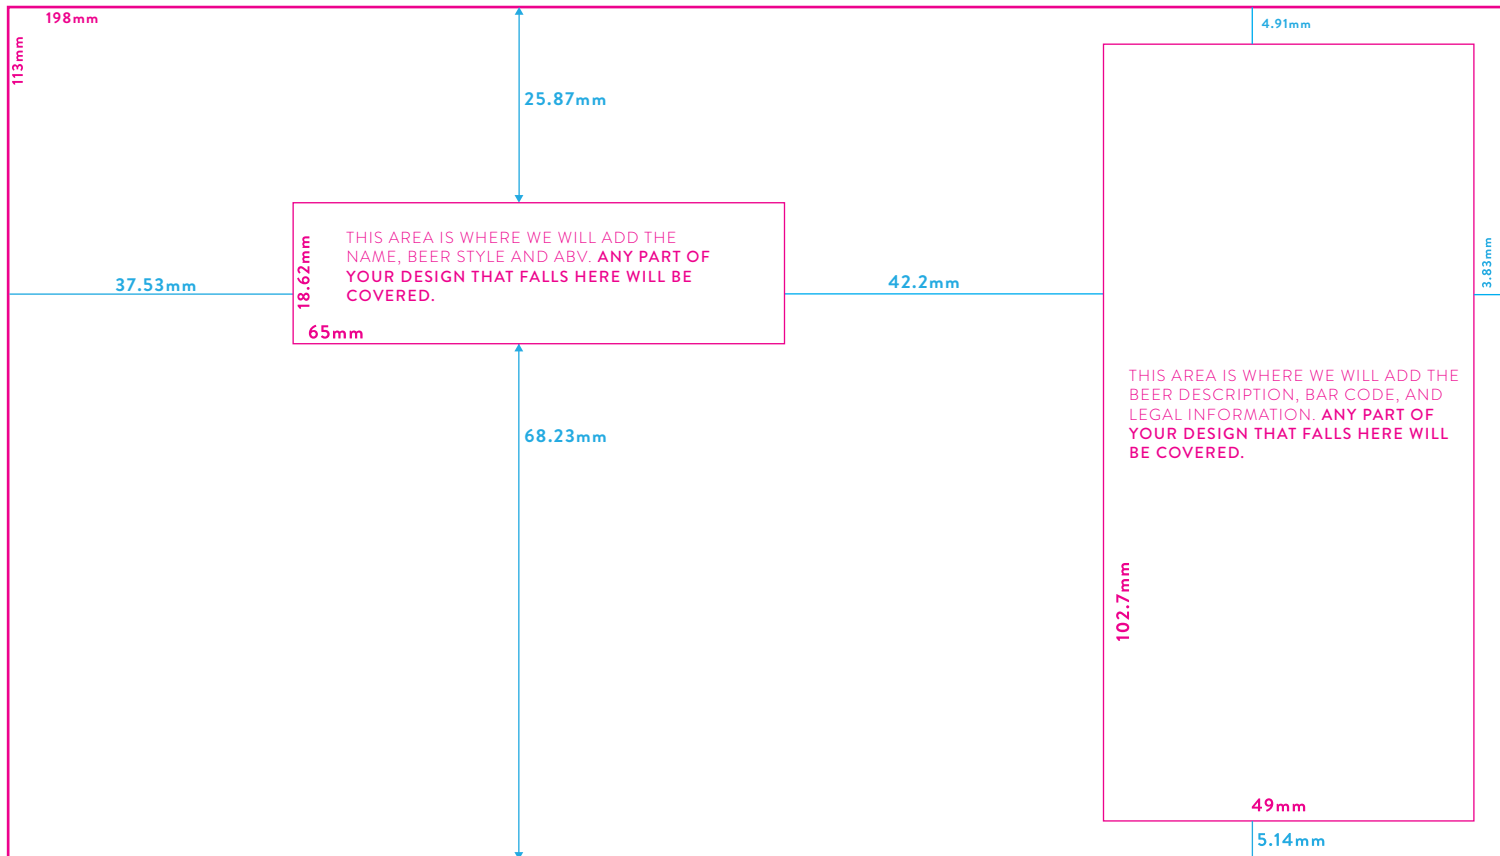 198mm
113mm
4.91mm
25.87mm
THIS AREA IS WHERE WE WILL ADD THE
NAME, BEER STYLE AND ABV. ANY PART OF
YOUR DESIGN THAT FALLS HERE WILL BE
COVERED.
18.62mm
65mm
37.53mm
42.2mm
3.83mm
68.23mm
THIS AREA IS WHERE WE WILL ADD THE
BEER DESCRIPTION, BAR CODE, AND
LEGAL INFORMATION. ANY PART OF
YOUR DESIGN THAT FALLS HERE WILL
BE COVERED.
102.7mm
49mm
5.14mm